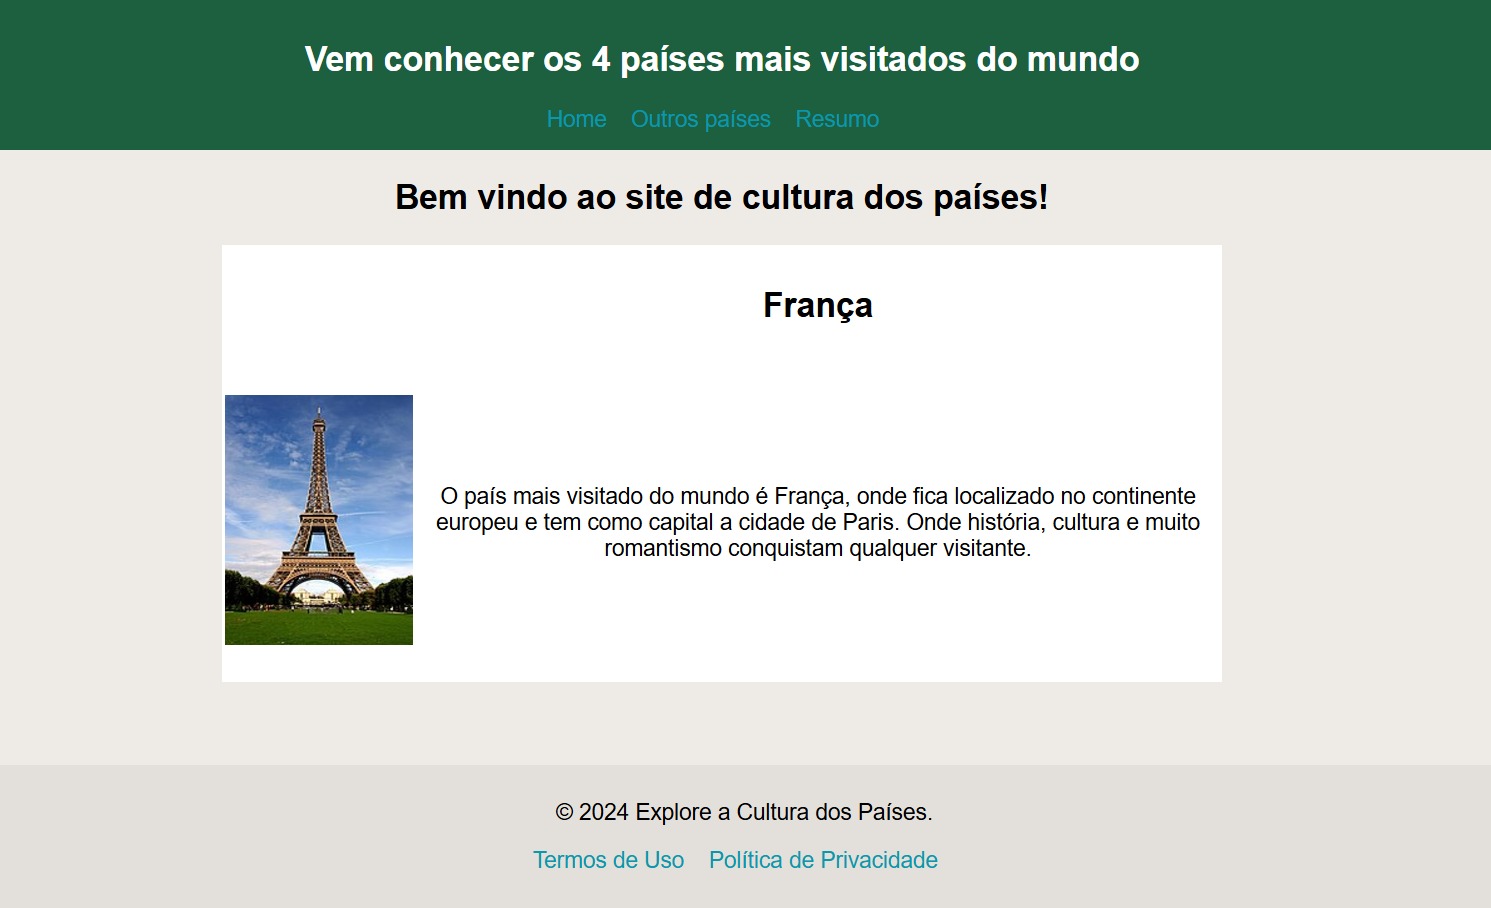 Vem conhecer os 4 países mais visitados do mundo
Home Outros países Resumo
Bem vindo ao site de cultura dos países!
França
O país mais visitado do mundo é França, onde fica localizado no continente
europeu e tem como capital a cidade de Paris. Onde história, cultura e muito
romantismo conquistam qualquer visitante.
© 2024 Explore a Cultura dos Países.
Termos de Uso Política de Privacidade